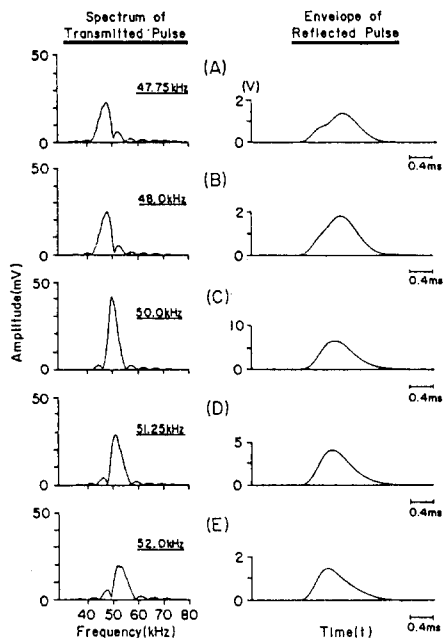 Spectrum of
Transmitted Pulse
Envelope of
Reflected Pulse
(A)
50
47.75kHz
0
(V)
2
0
0.4ms
(B)
50
48.0kHz
0
2
0
0.4ms
(C)
50
50.0kHz
0
10
0
0.4ms
(D)
50
51.25kHz
0
5
0
0.4ms
(E)
50
52.0kHz
0
2
0
0.4ms
Amplitude(mV)
40 50 60 70 80
Frequency(kHz)
Time(t)